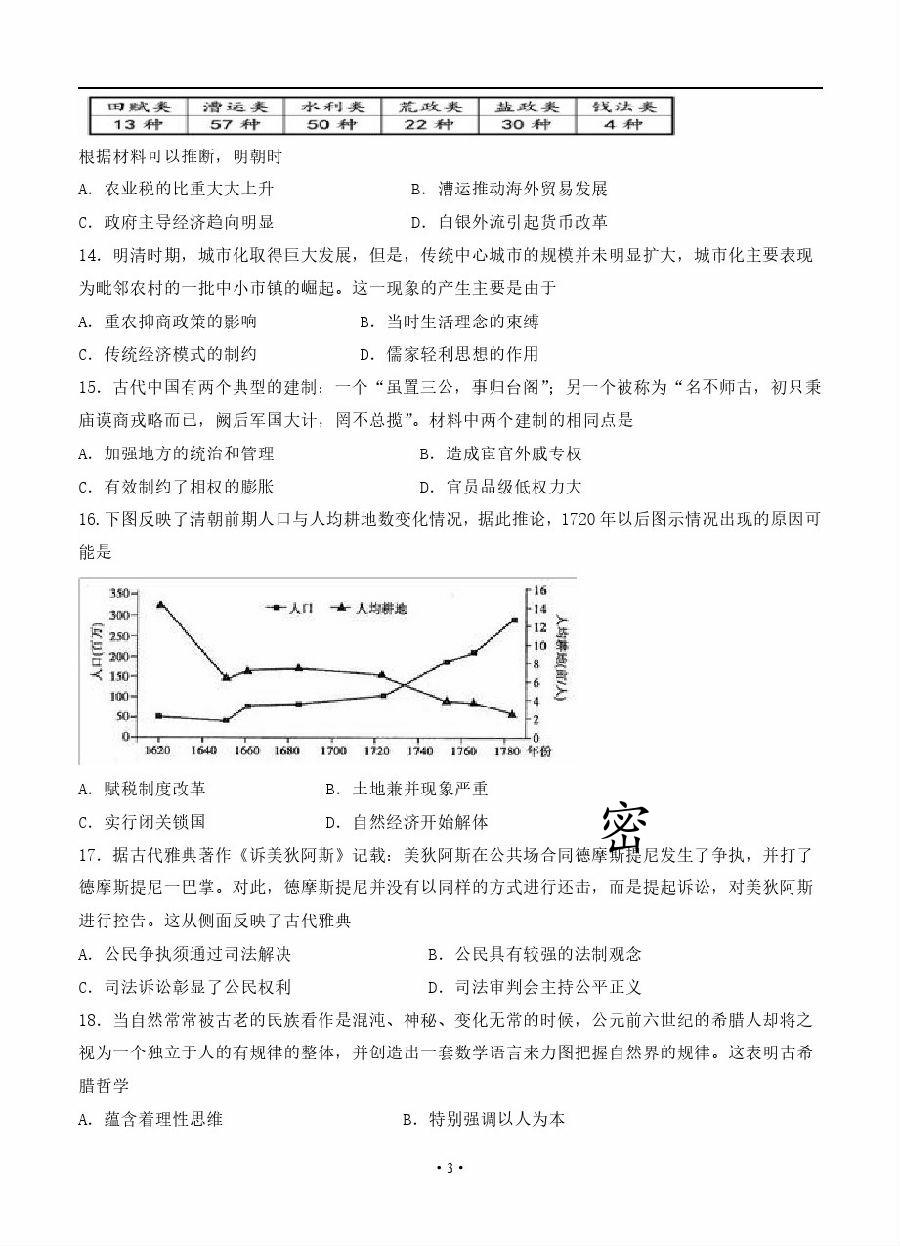 田赋类 漕运类 水利类 荒政类 盐政类 钱法类
13 种 57 种 50 种 22 种 30 种 4 种
根据材料可以推断，明朝时
A. 农业税的比重大大上升 B. 漕运推动海外贸易发展
C. 政府主导经济趋向明显 D. 白银外流引起货币改革
14. 明清时期，城市化取得巨大发展，但是，传统中心城市的规模并未明显扩大，城市化主要表现
为毗邻农村的一批中小市镇的崛起。这一现象的产生主要是由于
A. 重农抑商政策的影响 B. 当时生活理念的束缚
C. 传统经济模式的制约 D. 儒家轻利思想的作用
15. 古代中国有两个典型的建制：一个“虽置三公，事归台阁”；另一个被称为“名不师古，初只秉
庙谟商戎略而已，阙后军国大计，罔不总揽”。材料中两个建制的相同点是
A. 加强地方的统治和管理 B. 造成宦官外戚专权
C. 有效制约了相权的膨胀 D. 官员品级低权力大
16.下图反映了清朝前期人口与人均耕地数变化情况，据此推论，1720 年以后图示情况出现的原因可
能是
人口 人均耕地
人口(百万)
350 300 250 200 150 100 50 0
16 14 12 10 8 6 4 2 0
人均耕地(亩/人)
1620 1640 1660 1680 1700 1720 1740 1760 1780 年份
A. 赋税制度改革 B. 土地兼并现象严重
C. 实行闭关锁国 D. 自然经济开始解体
密
17. 据古代雅典著作《诉美狄阿斯》记载：美狄阿斯在公共场合同德摩斯提尼发生了争执，并打了
德摩斯提尼一巴掌。对此，德摩斯提尼并没有以同样的方式进行还击，而是提起诉讼，对美狄阿斯
进行控告。这从侧面反映了古代雅典
A. 公民争执须通过司法解决 B. 公民具有较强的法制观念
C. 司法诉讼彰显了公民权利 D. 司法审判会主持公平正义
18. 当自然常常被古老的民族看作是混沌、神秘、变化无常的时候，公元前六世纪的希腊人却将之
视为一个独立于人的有规律的整体，并创造出一套数学语言来力图把握自然界的规律。这表明古希
腊哲学
A. 蕴含着理性思维 B. 特别强调以人为本
· 3 ·